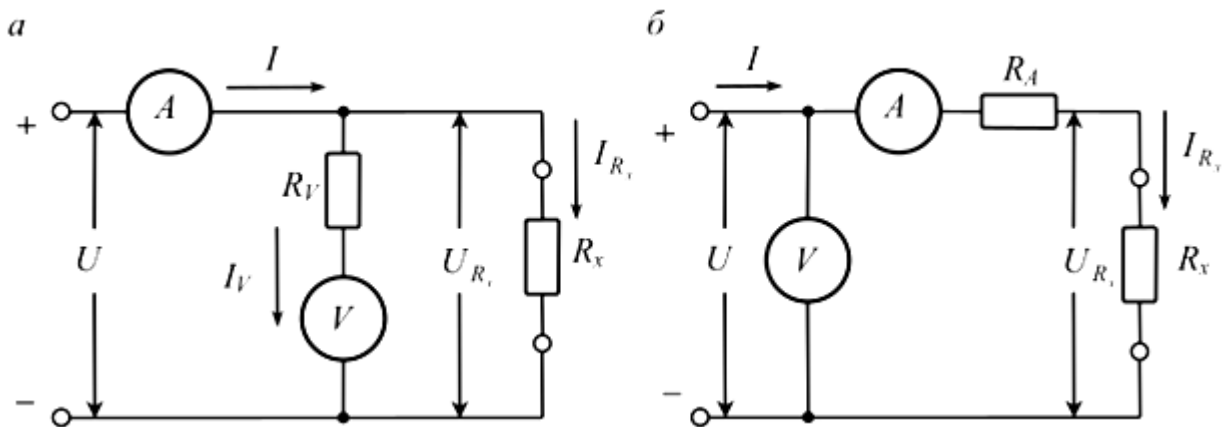 а
I
A
+
R_V
I_{R_x}
U
I_V
U_{R_x}
R_x
V
−
б
I
R_A
A
+
I_{R_x}
U
V
U_{R_x}
R_x
−